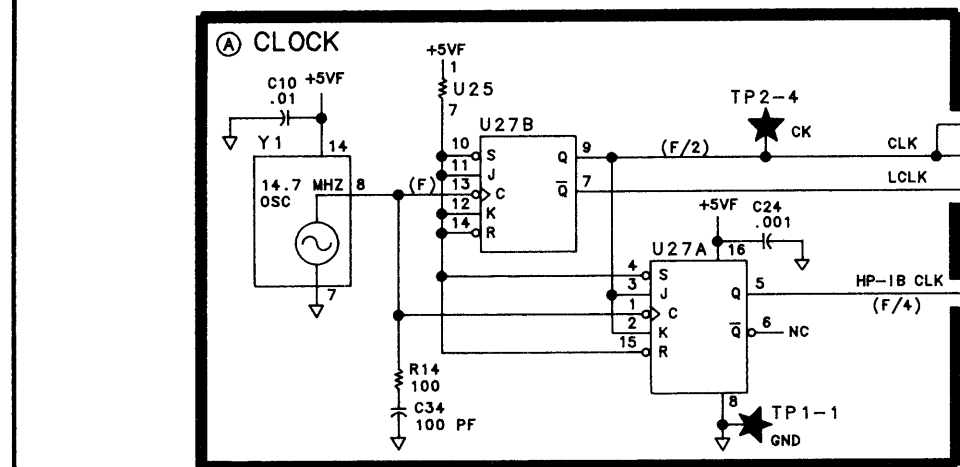 Ⓐ CLOCK
C10
.01
+5VF
Y1
14
14.7 MHZ
OSC
8
7
(F)
R14
100
C34
100 PF
+5VF
1
U25
7
U27B
10
S
11
J
13
C
12
K
14
R
Q
9
Q̅
7
(F/2)
TP2-4
CK
CLK
LCLK
+5VF
C24
.001
16
U27A
4
S
3
J
1
C
2
K
15
R
Q
5
Q̅
6
NC
8
HP-IB CLK
(F/4)
TP1-1
GND